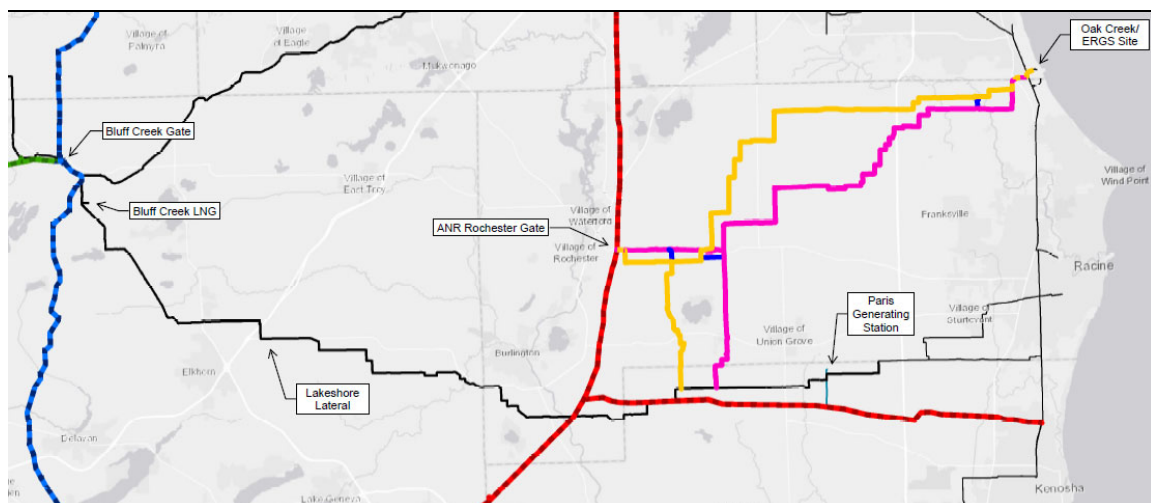 Village of
Palmyra
Village
of Eagle
Mukwonago
Oak Creek/
ERGS Site
Bluff Creek Gate
Village of
East Troy
Bluff Creek LNG
Village of
Waterford
ANR Rochester Gate
Village of
Rochester
Village of
Wind Point
Franksville
Racine
Paris
Generating
Station
Village of
Sturtevant
Village of
Union Grove
Burlington
Elkhorn
Lakeshore
Lateral
Delavan
Lake Geneva
Kenosha